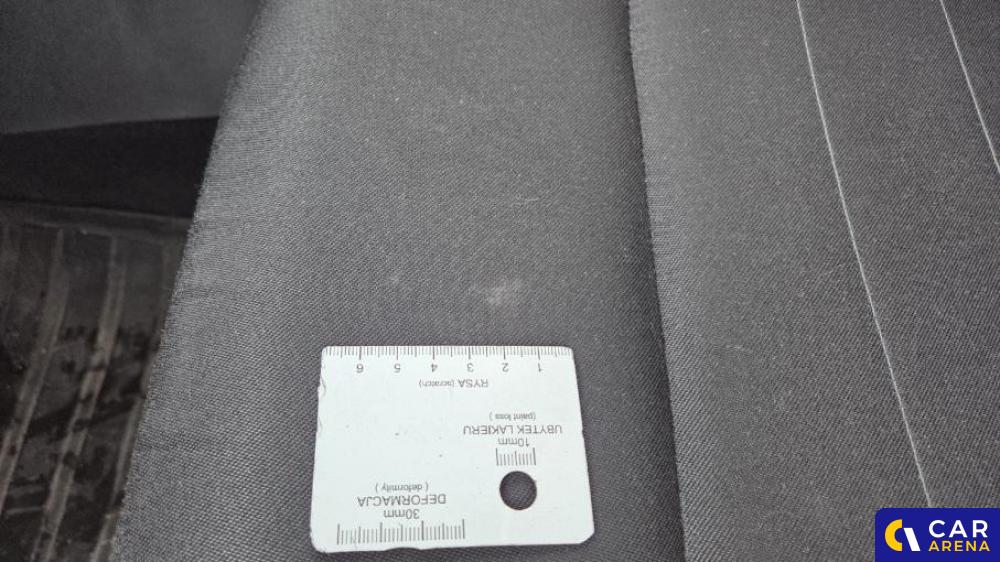 1 2 3 4 5 6
RYSA (scratch)
UBYTEK LAKIERU
(paint loss)
10mm
DEFORMACJA
(deformity)
30mm
CAR
ARENA